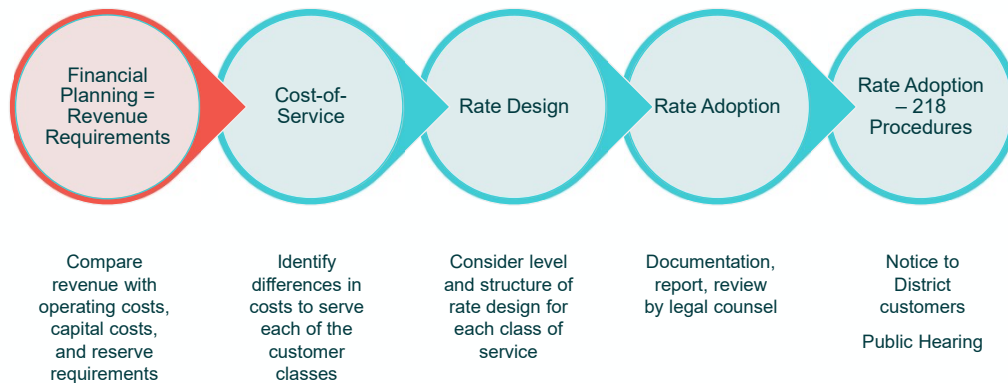 Financial
Planning =
Revenue
Requirements
Cost-of-
Service
Rate Design
Rate Adoption
Rate Adoption
– 218
Procedures
Compare
revenue with
operating costs,
capital costs,
and reserve
requirements
Identify
differences in
costs to serve
each of the
customer
classes
Consider level
and structure of
rate design for
each class of
service
Documentation,
report, review
by legal counsel
Notice to
District
customers
Public Hearing